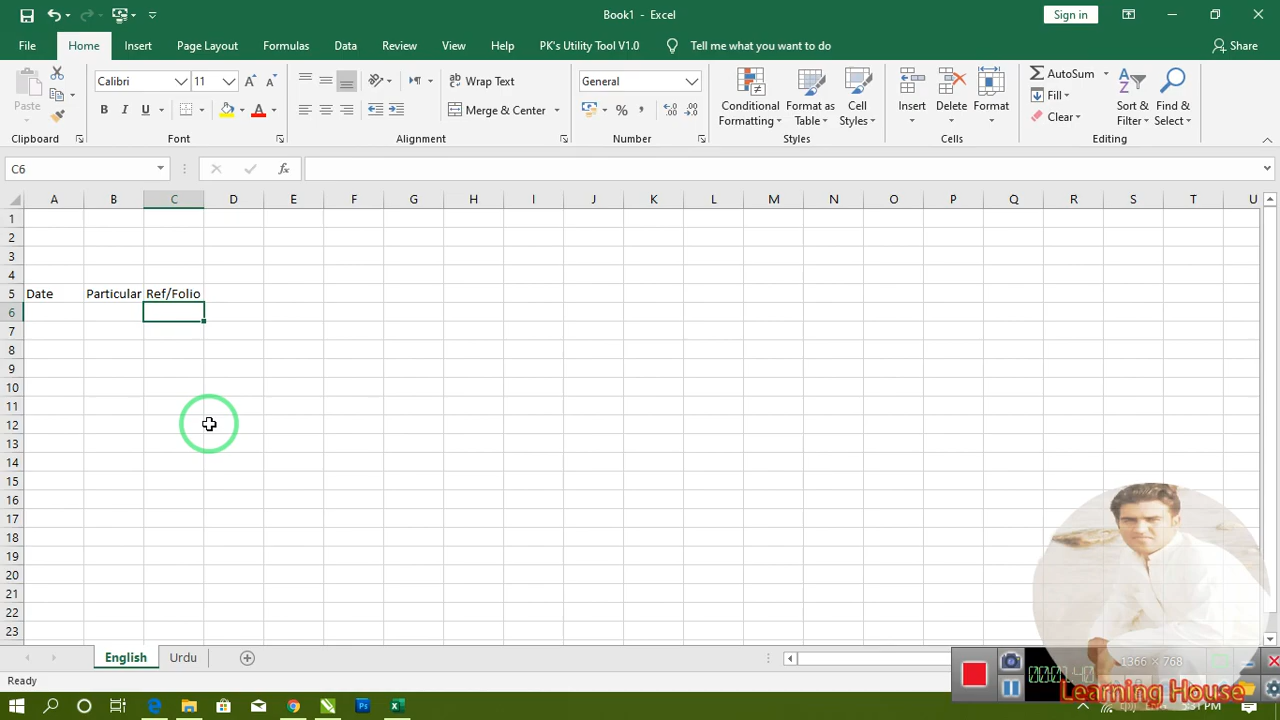 Book1 - Excel
Sign in
File Home Insert Page Layout Formulas Data Review View Help PK's Utility Tool V1.0 Tell me what you want to do Share
Paste
Calibri 11
B I U
Wrap Text
Merge & Center
General
%
Conditional Formatting
Format as Table
Cell Styles
Insert
Delete
Format
AutoSum
Fill
Clear
Sort & Filter
Find & Select
Clipboard Font Alignment Number Styles Cells Editing
C6 fx
A B C D E F G H I J K L M N O P Q R S T U
1
2
3
4
5 Date Particular Ref/Folio
6
7
8
9
10
11
12
13
14
15
16
17
18
19
20
21
22
23
English Urdu
Ready
1366 × 768
Learning House